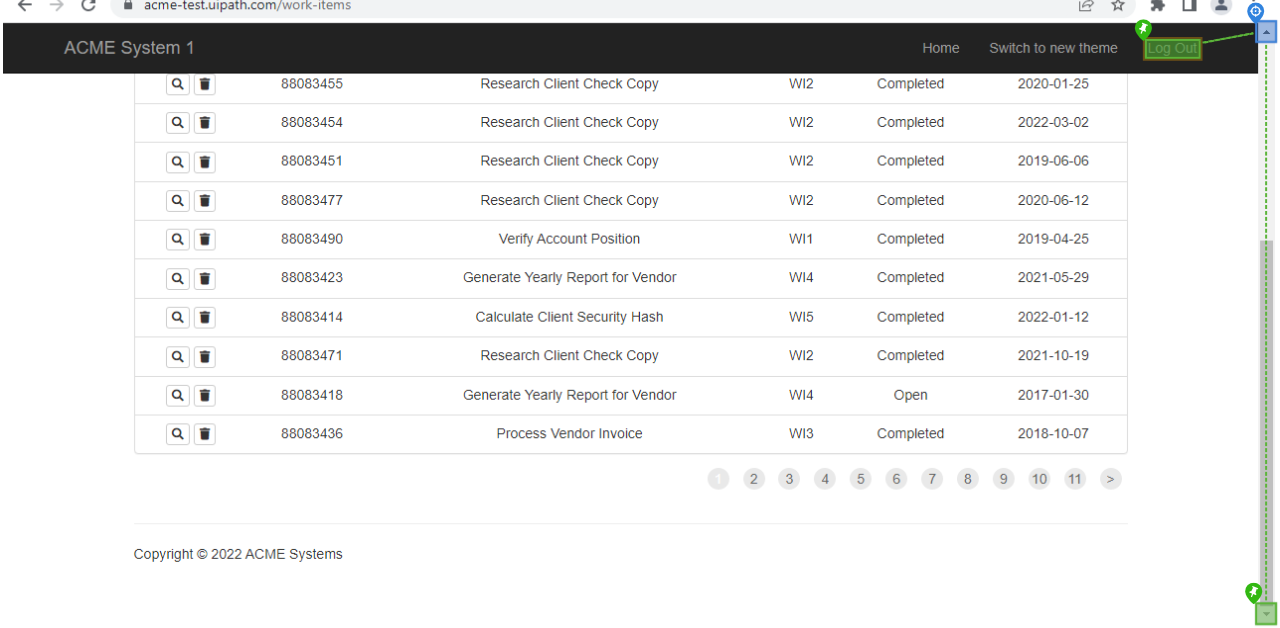 acme-test.uipath.com/work-items
ACME System 1 Home Switch to new theme Log Out
88083455 Research Client Check Copy WI2 Completed 2020-01-25
88083454 Research Client Check Copy WI2 Completed 2022-03-02
88083451 Research Client Check Copy WI2 Completed 2019-06-06
88083477 Research Client Check Copy WI2 Completed 2020-06-12
88083490 Verify Account Position WI1 Completed 2019-04-25
88083423 Generate Yearly Report for Vendor WI4 Completed 2021-05-29
88083414 Calculate Client Security Hash WI5 Completed 2022-01-12
88083471 Research Client Check Copy WI2 Completed 2021-10-19
88083418 Generate Yearly Report for Vendor WI4 Open 2017-01-30
88083436 Process Vendor Invoice WI3 Completed 2018-10-07
1 2 3 4 5 6 7 8 9 10 11 >
Copyright © 2022 ACME Systems